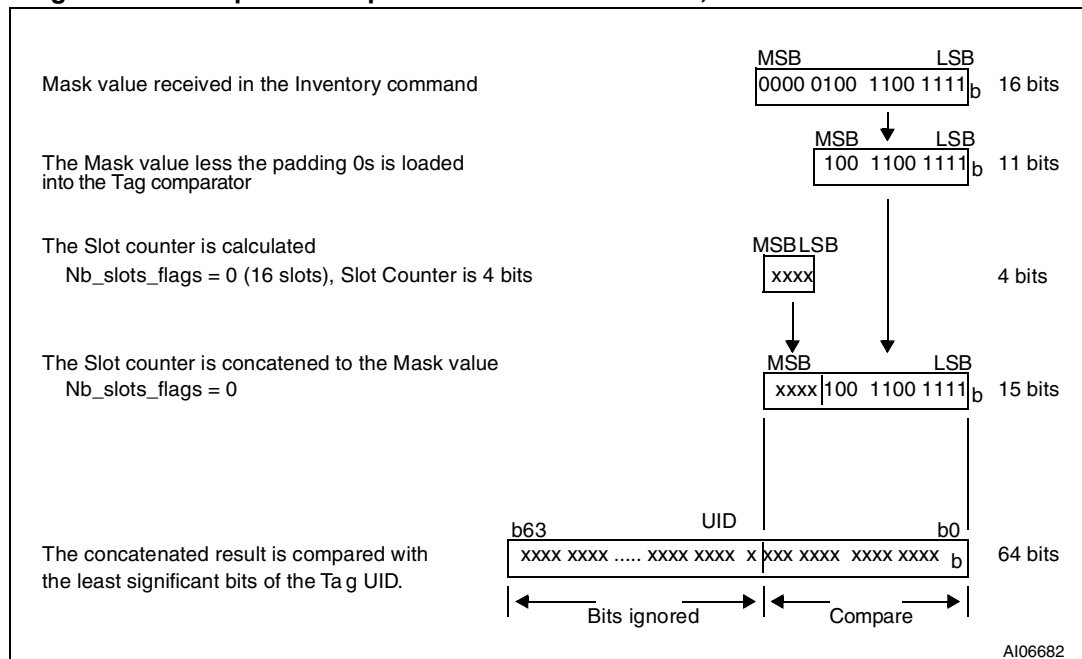 MSB LSB
Mask value received in the Inventory command 0000 0100 1100 1111 b 16 bits
MSB LSB
The Mask value less the padding 0s is loaded
into the Tag comparator
100 1100 1111 b 11 bits
The Slot counter is calculated
MSB LSB
Nb_slots_flags = 0 (16 slots), Slot Counter is 4 bits xxxx 4 bits
The Slot counter is concatened to the Mask value
MSB LSB
Nb_slots_flags = 0 xxxx 100 1100 1111 b 15 bits
b63 UID b0
The concatenated result is compared with
the least significant bits of the Tag UID.
xxxx xxxx ..... xxxx xxxx x xxx xxxx xxxx xxxx b 64 bits
Bits ignored Compare
AI06682